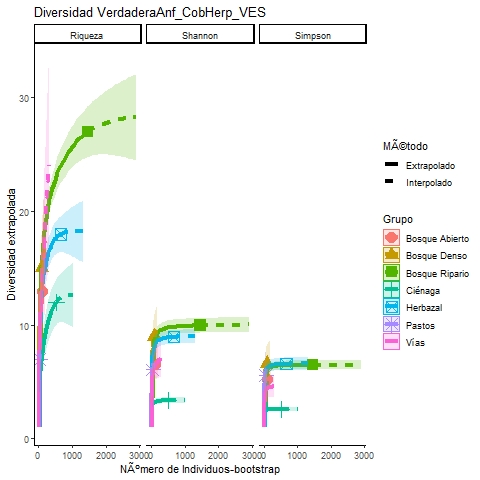 Diversidad VerdaderaAnf_CobHerp_VES
Riqueza
Shannon
Simpson
Diversidad extrapolada
30
20
10
0
0 1000 2000 3000
0 1000 2000 3000
0 1000 2000 3000
NÃºmero de Individuos-bootstrap
MÃ©todo
Extrapolado
Interpolado
Grupo
Bosque Abierto
Bosque Denso
Bosque Ripario
Ciénaga
Herbazal
Pastos
Vías